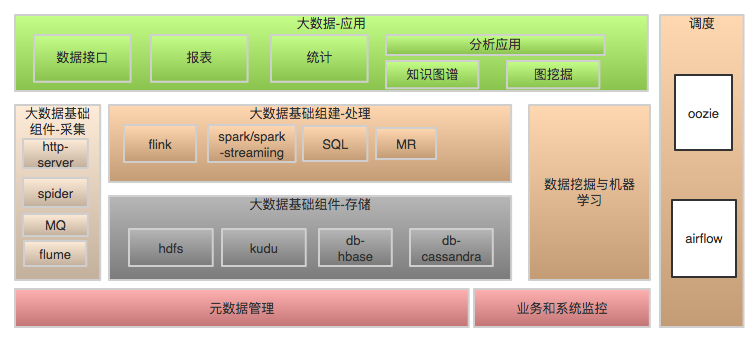 大数据-应用
数据接口
报表
统计
分析应用
知识图谱
图挖掘
调度
oozie
airflow
大数据基础
组件-采集
http-
server
spider
MQ
flume
大数据基础组建-处理
flink
spark/spark
-streamiing
SQL
MR
大数据基础组件-存储
hdfs
kudu
db-
hbase
db-
cassandra
数据挖掘与机器
学习
元数据管理
业务和系统监控